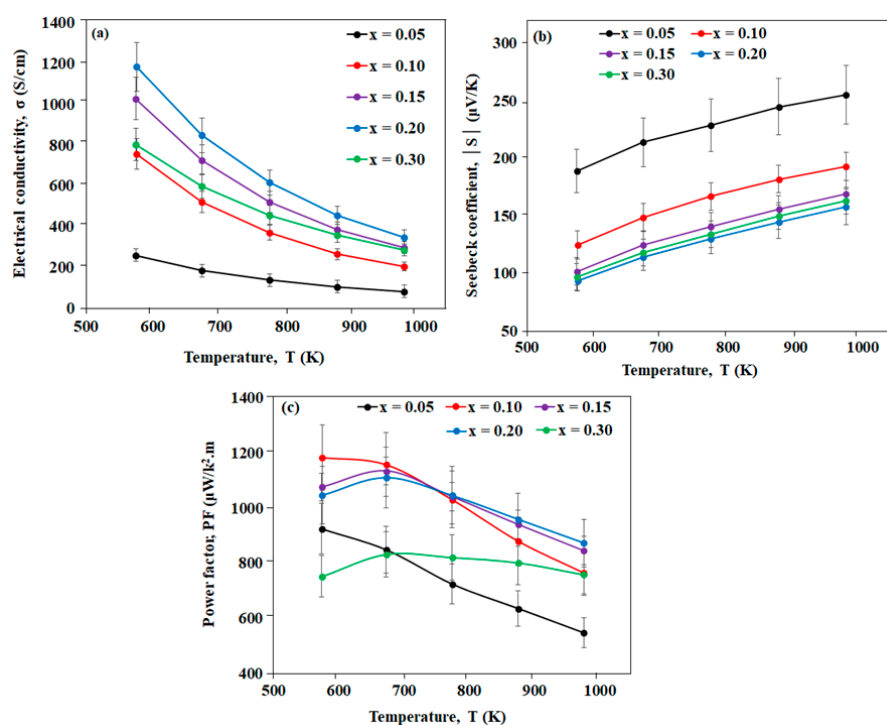 (a)
x = 0.05
x = 0.10
x = 0.15
x = 0.20
x = 0.30
Electrical conductivity, σ (S/cm)
1400
1200
1000
800
600
400
200
0
500 600 700 800 900 1000
Temperature, T (K)
(b)
x = 0.05 x = 0.10
x = 0.15 x = 0.20
x = 0.30
Seebeck coefficient, |S| (μV/K)
300
250
200
150
100
50
500 600 700 800 900 1000
Temperature, T (K)
(c)
x = 0.05 x = 0.10 x = 0.15
x = 0.20 x = 0.30
Power factor, PF (μW/k².m)
1400
1200
1000
800
600
400
500 600 700 800 900 1000
Temperature, T (K)